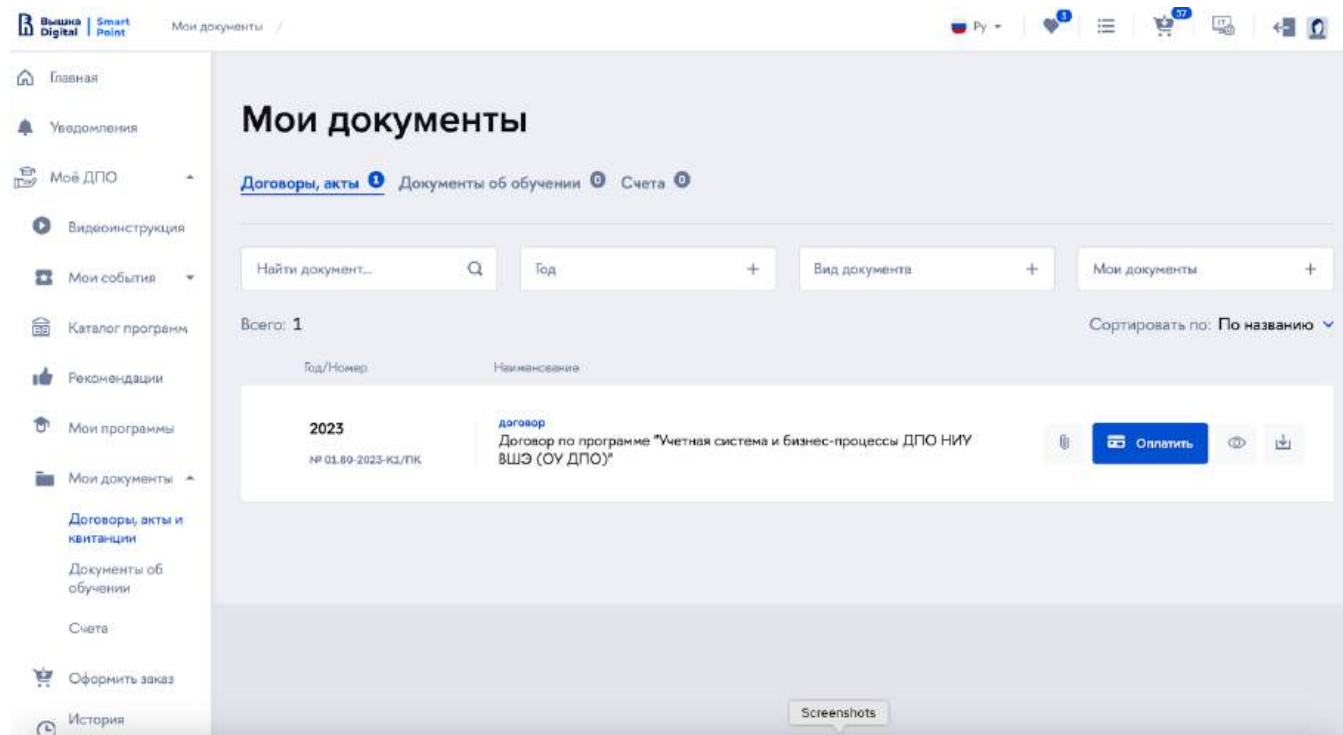 Вышка Digital | Smart Point
Мои документы /
Ру
3
37
Главная
Уведомления
Моё ДПО
Видеоинструкция
Мои события
Каталог программ
Рекомендации
Мои программы
Мои документы
Договоры, акты и
квитанции
Документы об
обучении
Счета
Оформить заказ
История
Мои документы
Договоры, акты 1 Документы об обучении 0 Счета 0
Найти документ... Год + Вид документа + Мои документы +
Всего: 1 Сортировать по: По названию
Год/Номер Наименование
2023
№ 01.80-2023-К1/ПК
договор
Договор по программе "Учетная система и бизнес-процессы ДПО НИУ
ВШЭ (ОУ ДПО)"
Оплатить
Screenshots